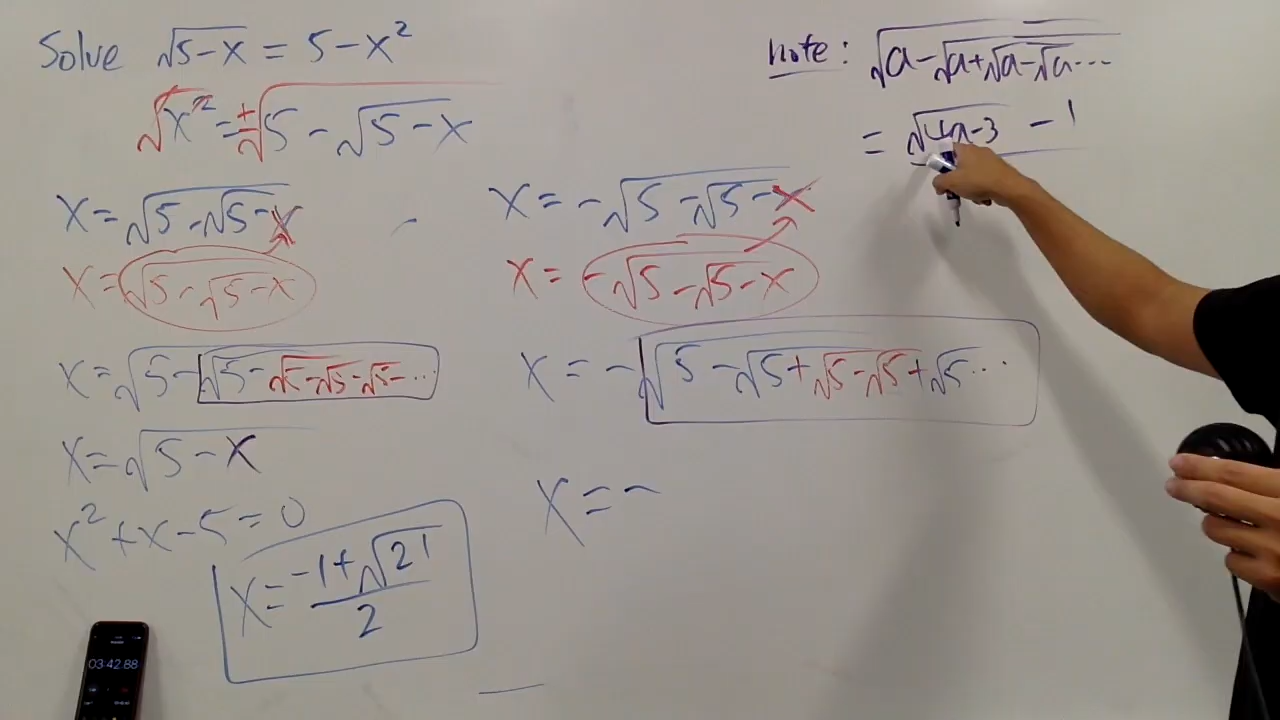 Solve √5-x = 5-x²
note: √a-√a+√a-√a...
= √4a-3 - 1
√x² = ±√5-√5-x
x=√5-√5-x
x=√5-√5-x
x=√5-√5-√5-√5-√5-...
x=√5-x
x²+x-5=0
x=-1+√21/2
x=-√5-√5-x
x=-√5-√5-x
x=-√5-√5+√5-√5+√5...
x=-
03:42.88